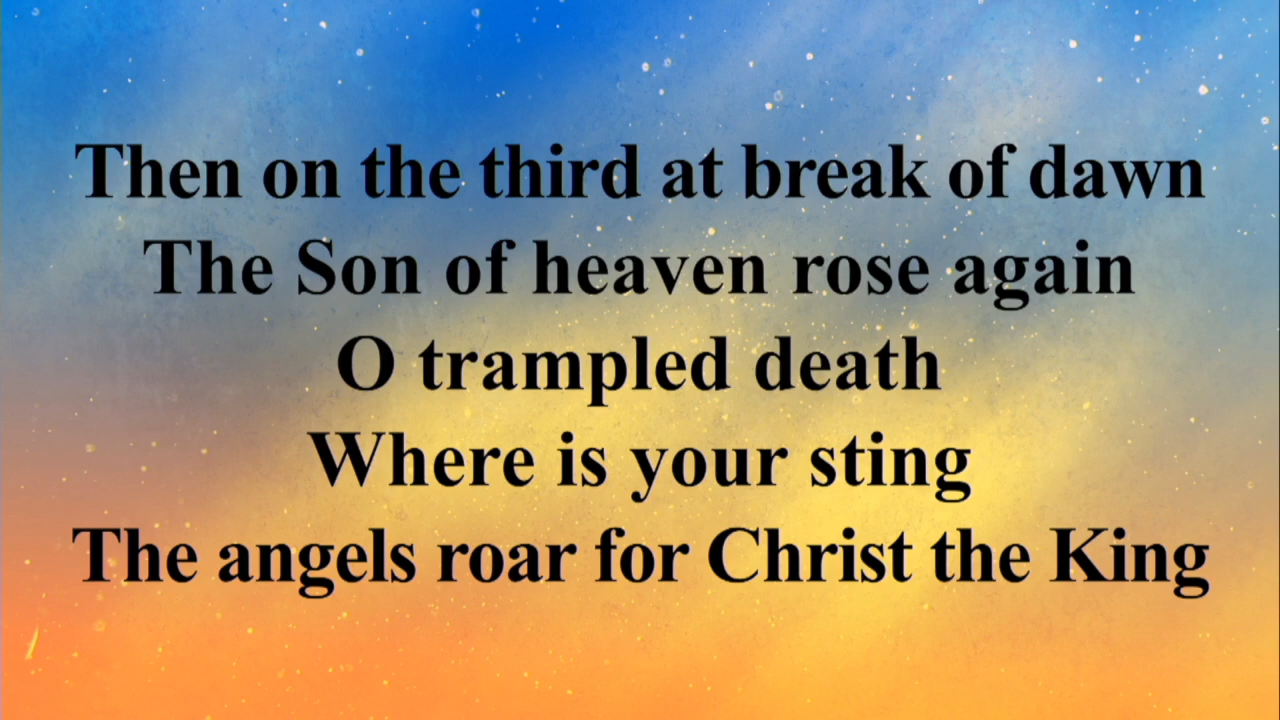 Then on the third at break of dawn
The Son of heaven rose again
O trampled death
Where is your sting
The angels roar for Christ the King